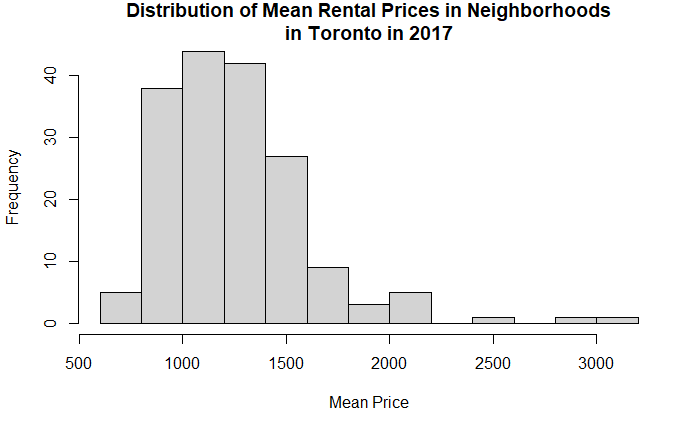 Distribution of Mean Rental Prices in Neighborhoods
in Toronto in 2017
Frequency
40
30
20
10
0
500 1000 1500 2000 2500 3000
Mean Price